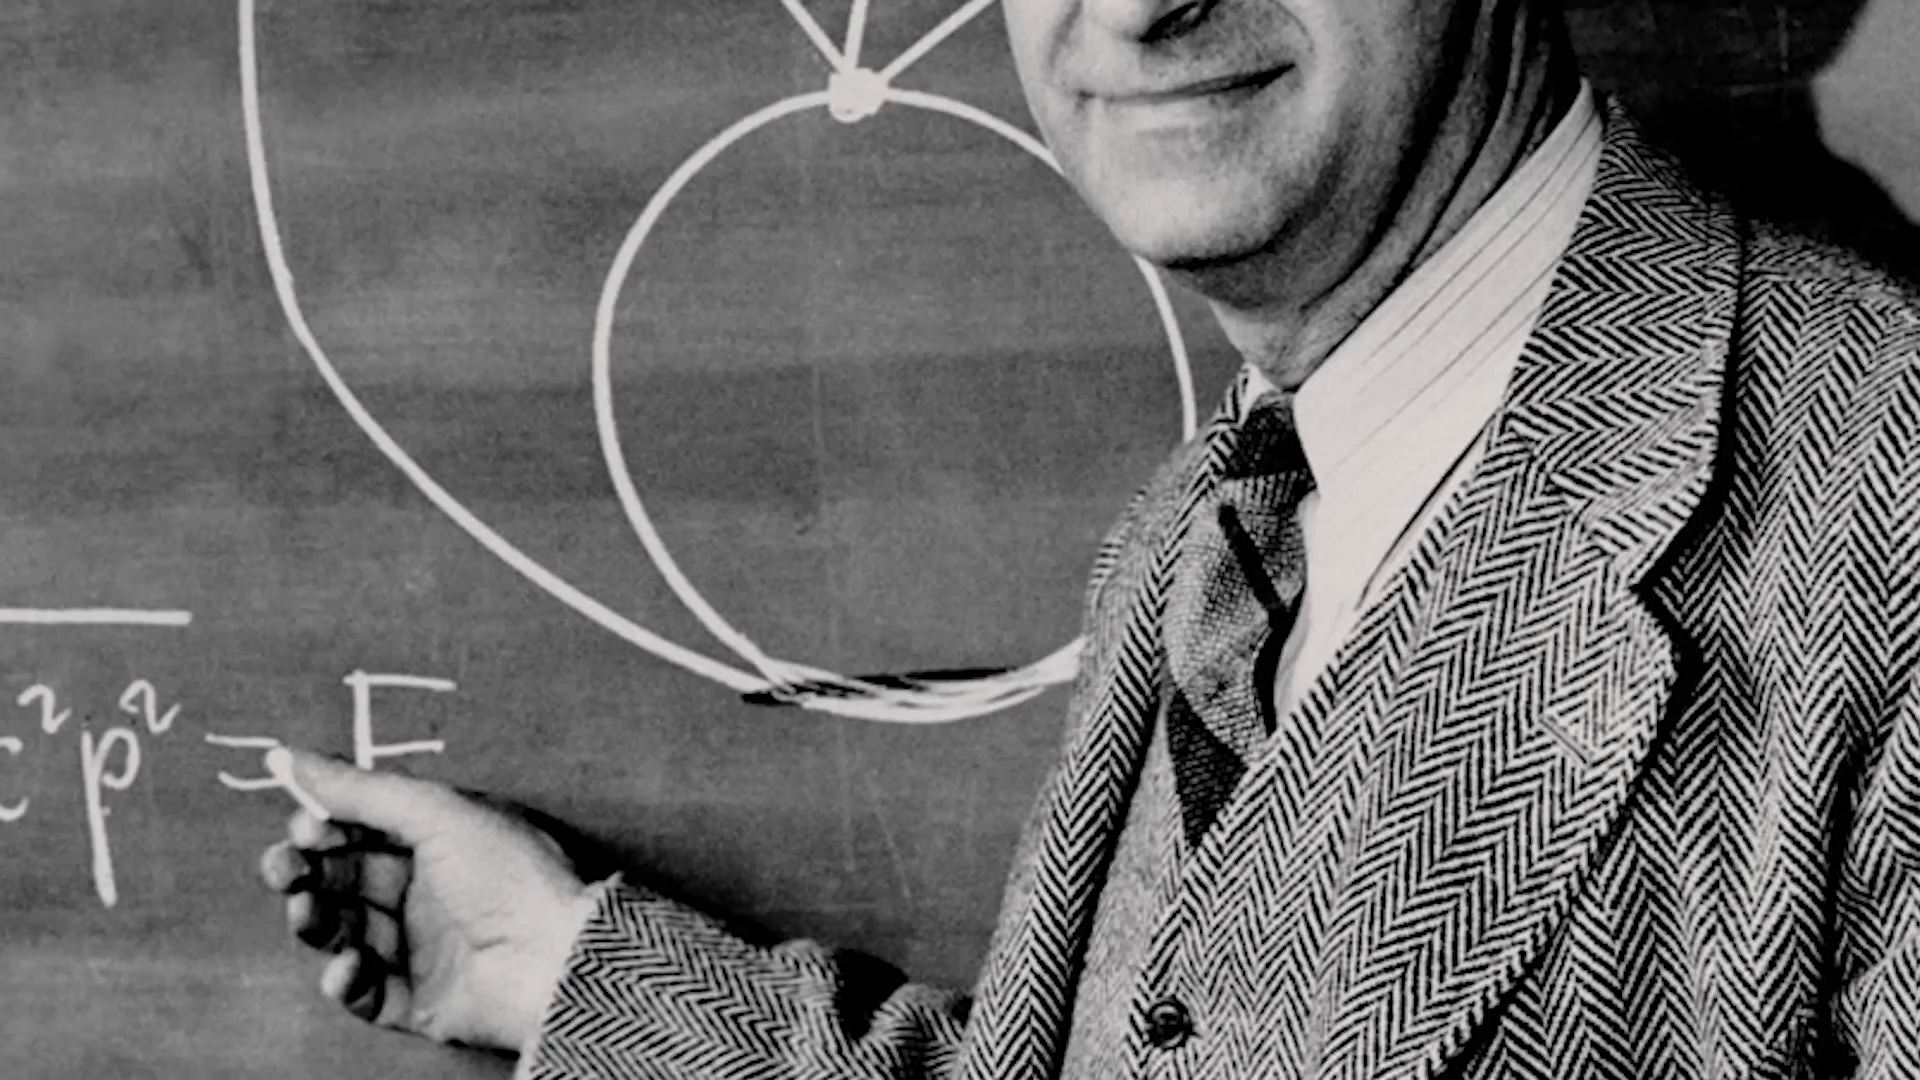 c²p² = E